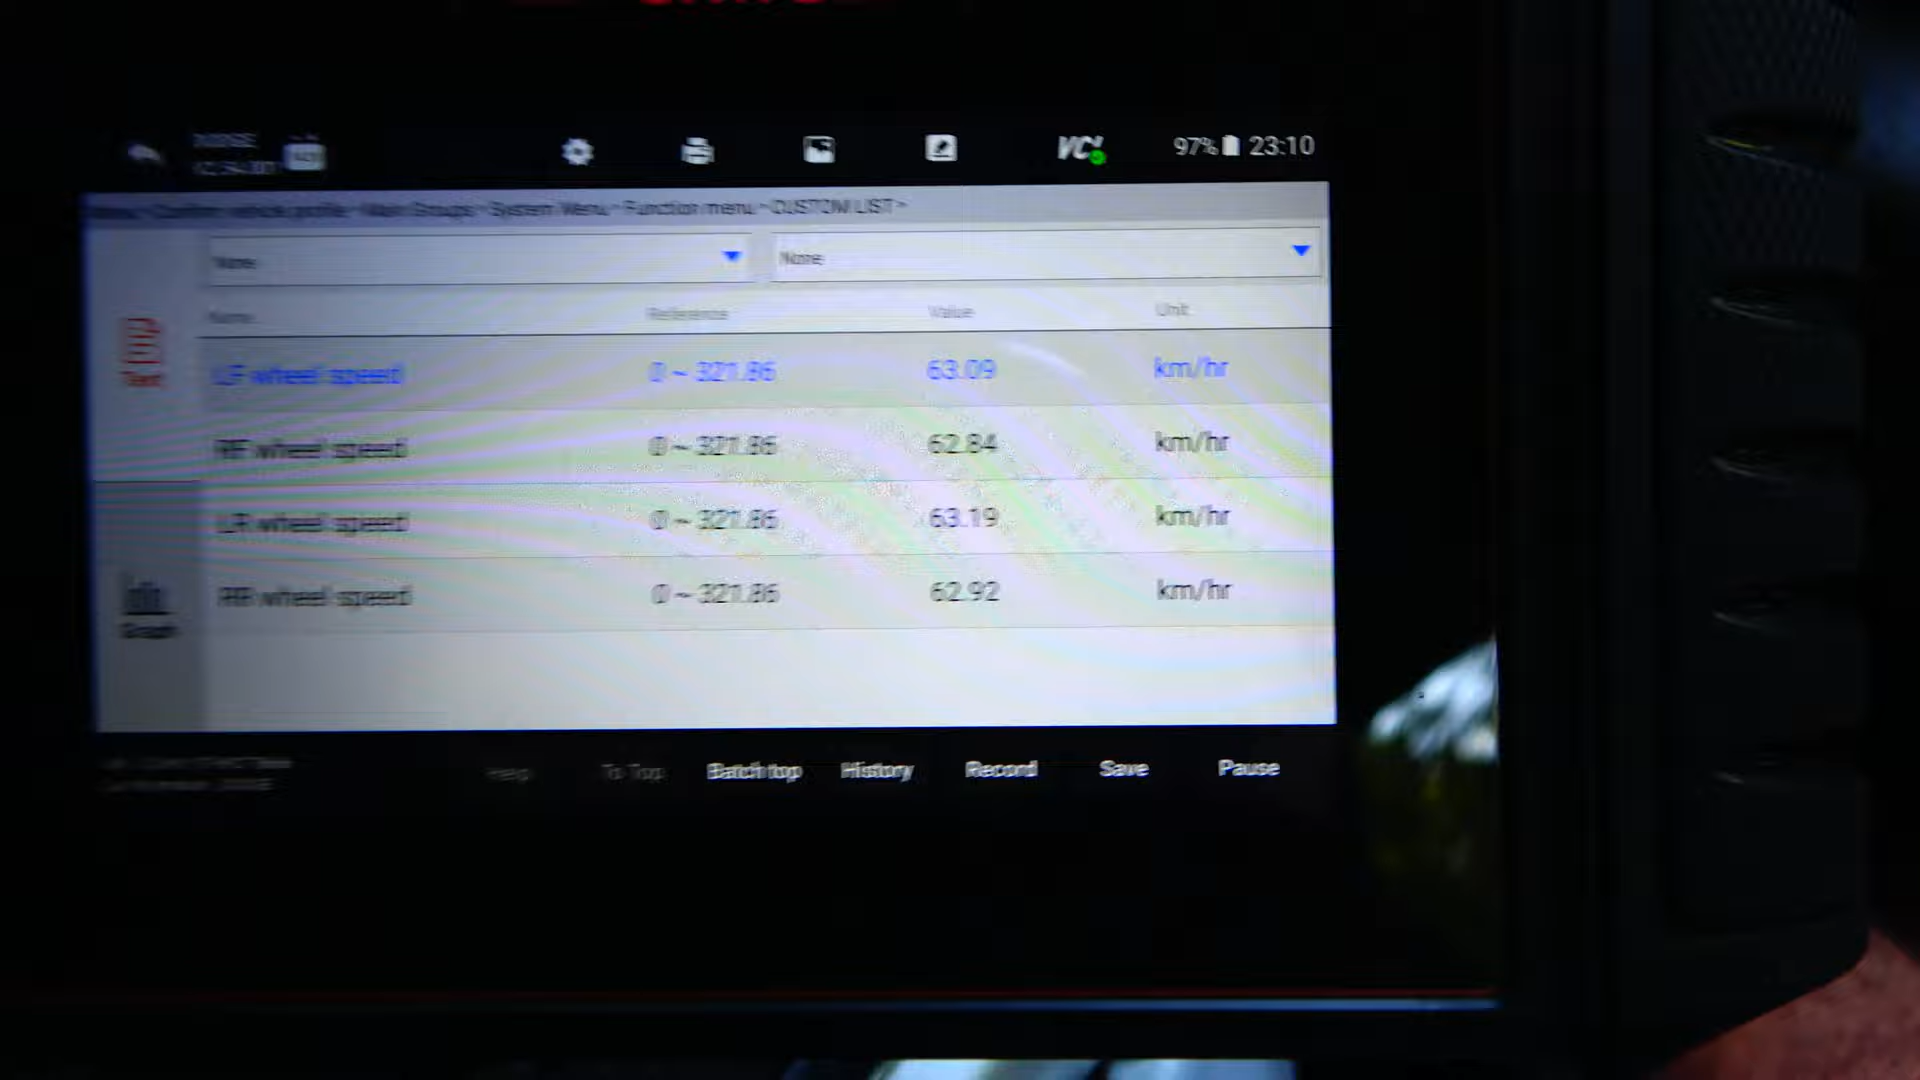 DODGE
97% 23:10
Confirm vehicle profile > Main Groups > System Menu > Function menu > CUSTOM LIST >
None None
Name Reference Value Unit
LF wheel speed 0 ~ 321.86 63.09 km/hr
RF wheel speed 0 ~ 321.86 62.84 km/hr
LR wheel speed 0 ~ 321.86 63.19 km/hr
RR wheel speed 0 ~ 321.86 62.92 km/hr
Text
Graph
Help To Top Batch top History Record Save Pause